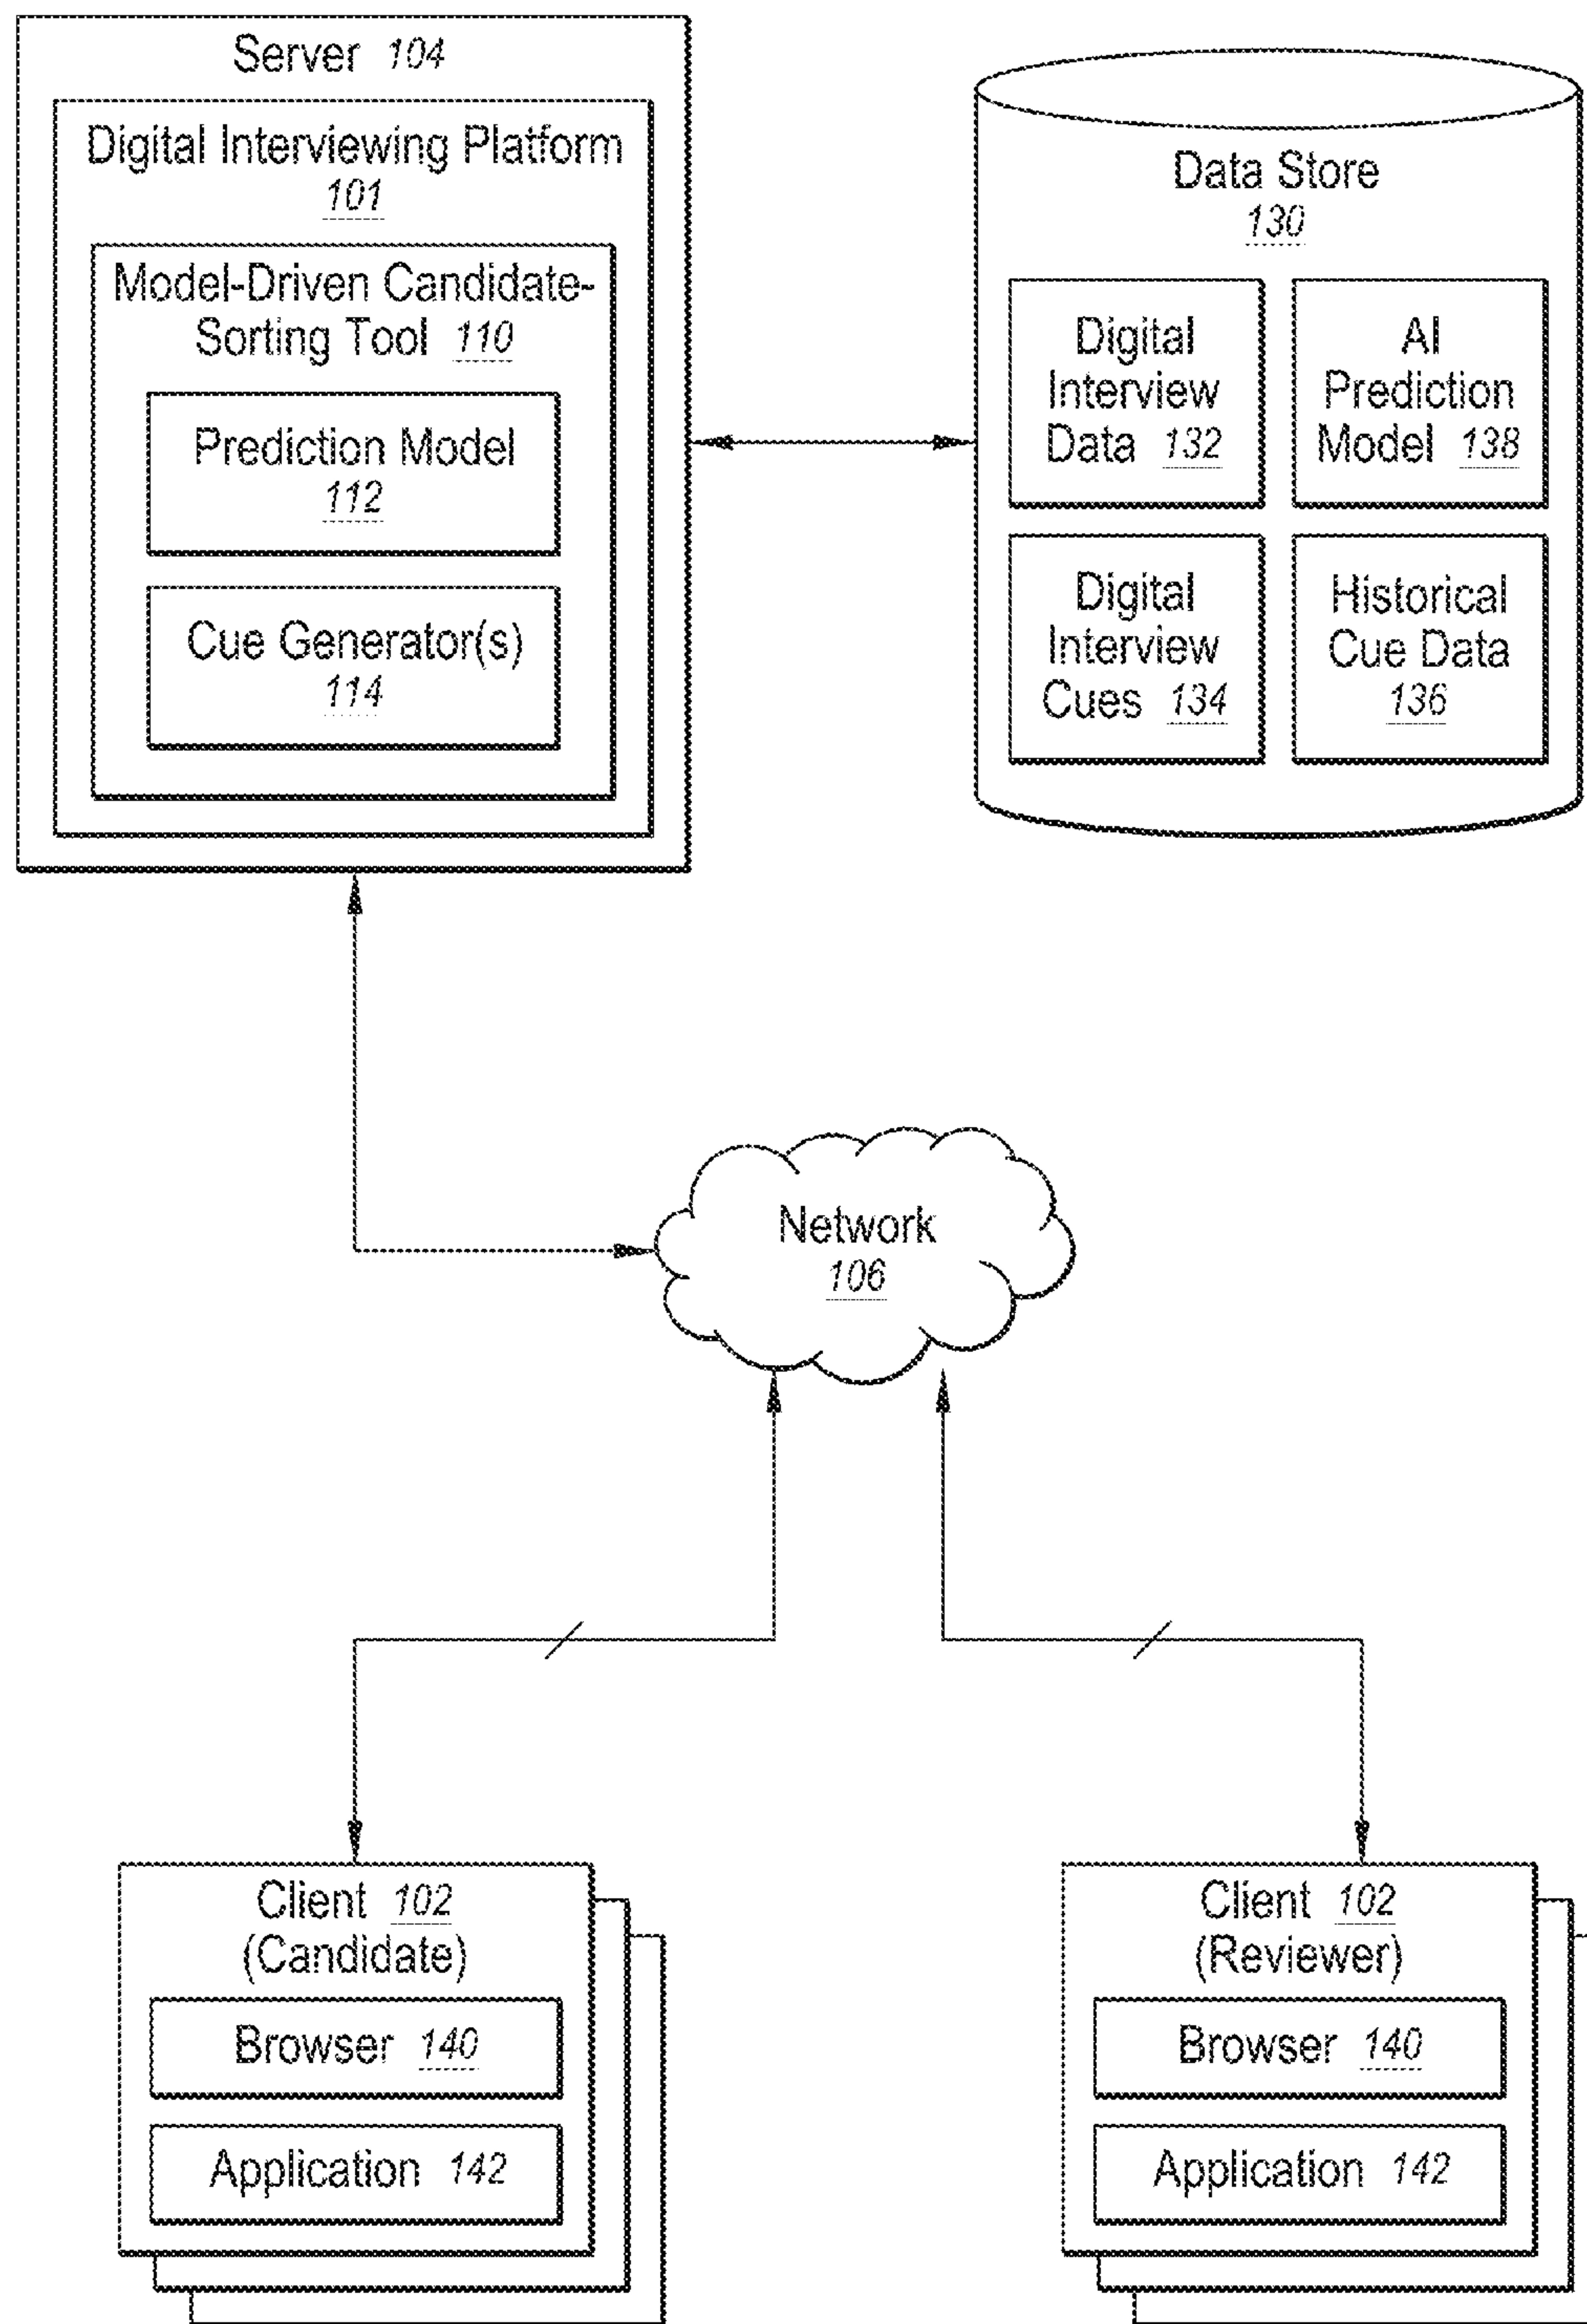 Server 104
Digital Interviewing Platform
101
Model-Driven Candidate-
Sorting Tool 110
Prediction Model
112
Cue Generator(s)
114
Data Store
130
Digital
Interview
Data 132
AI
Prediction
Model 138
Digital
Interview
Cues 134
Historical
Cue Data
136
Network
106
Client 102
(Candidate)
Browser 140
Application 142
Client 102
(Reviewer)
Browser 140
Application 142